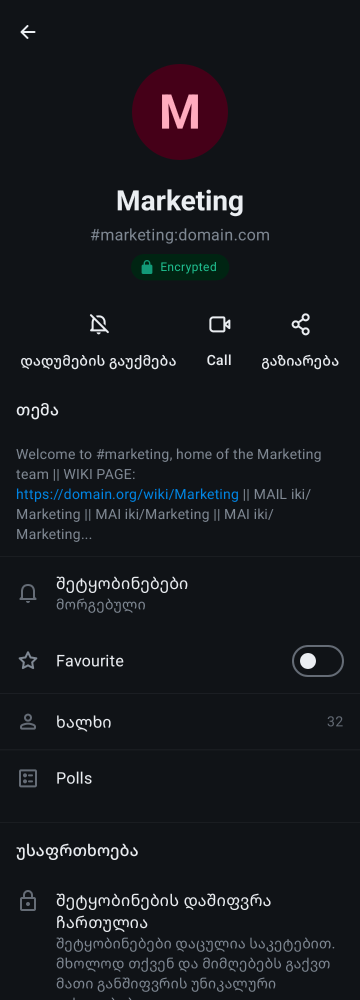 M
Marketing
#marketing:domain.com
Encrypted
დადუმების გაუქმება
Call
გაზიარება
თემა
Welcome to #marketing, home of the Marketing
team || WIKI PAGE:
https://domain.org/wiki/Marketing || MAIL iki/
Marketing || MAI iki/Marketing || MAI iki/
Marketing...
შეტყობინებები
მორგებული
Favourite
ხალხი 32
Polls
უსაფრთხოება
შეტყობინების დაშიფვრა
ჩართულია
შეტყობინებები დაცულია საკეტებით.
მხოლოდ თქვენ და მიმღებებს გაქვთ
მათი განშიფვრის უნიკალური